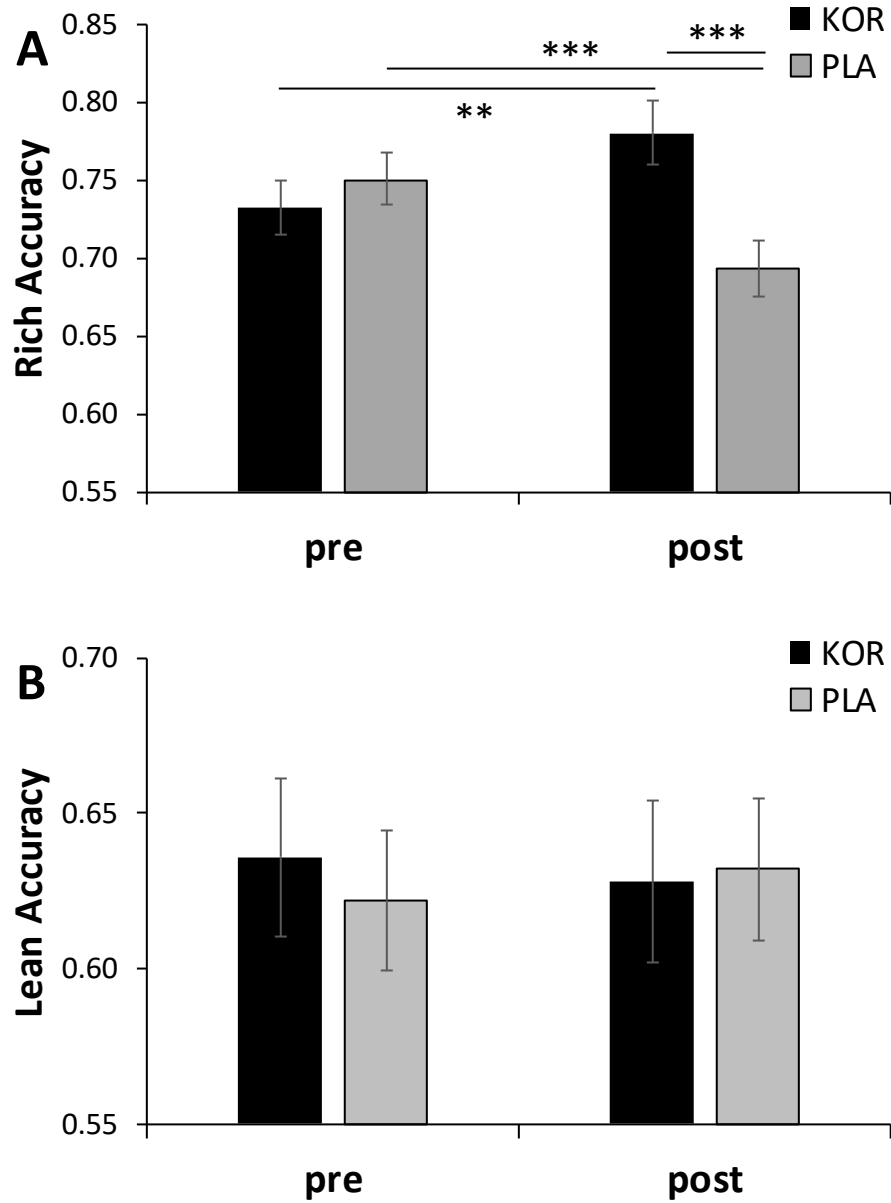 A
KOR
PLA
***
***
**
Rich Accuracy
0.85
0.80
0.75
0.70
0.65
0.60
0.55
pre
post
B
KOR
PLA
Lean Accuracy
0.70
0.65
0.60
0.55
pre
post